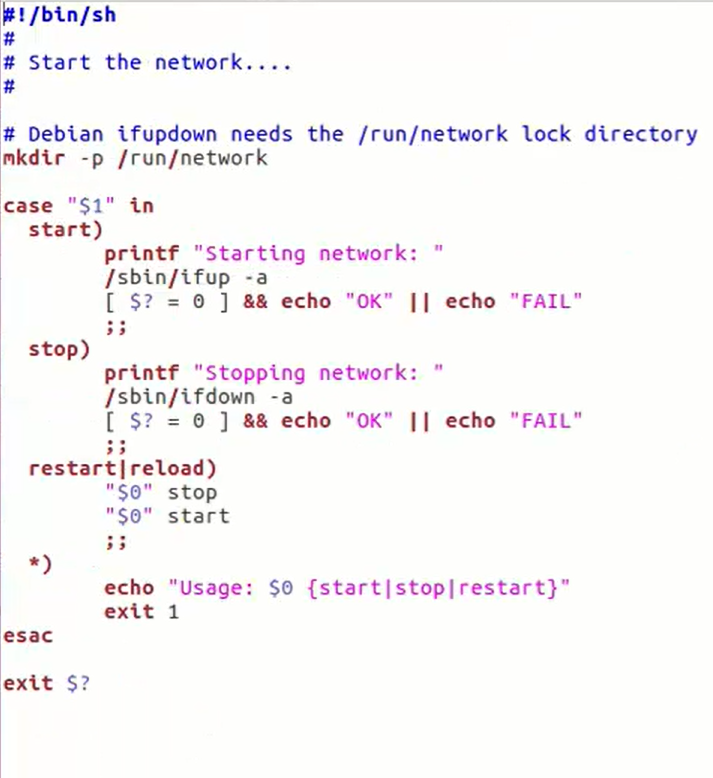 #!/bin/sh
#
# Start the network....
#
# Debian ifupdown needs the /run/network lock directory
mkdir -p /run/network
case "$1" in
start)
printf "Starting network: "
/sbin/ifup -a
[ $? = 0 ] && echo "OK" || echo "FAIL"
;;
stop)
printf "Stopping network: "
/sbin/ifdown -a
[ $? = 0 ] && echo "OK" || echo "FAIL"
;;
restart|reload)
"$0" stop
"$0" start
;;
*)
echo "Usage: $0 {start|stop|restart}"
exit 1
esac
exit $?